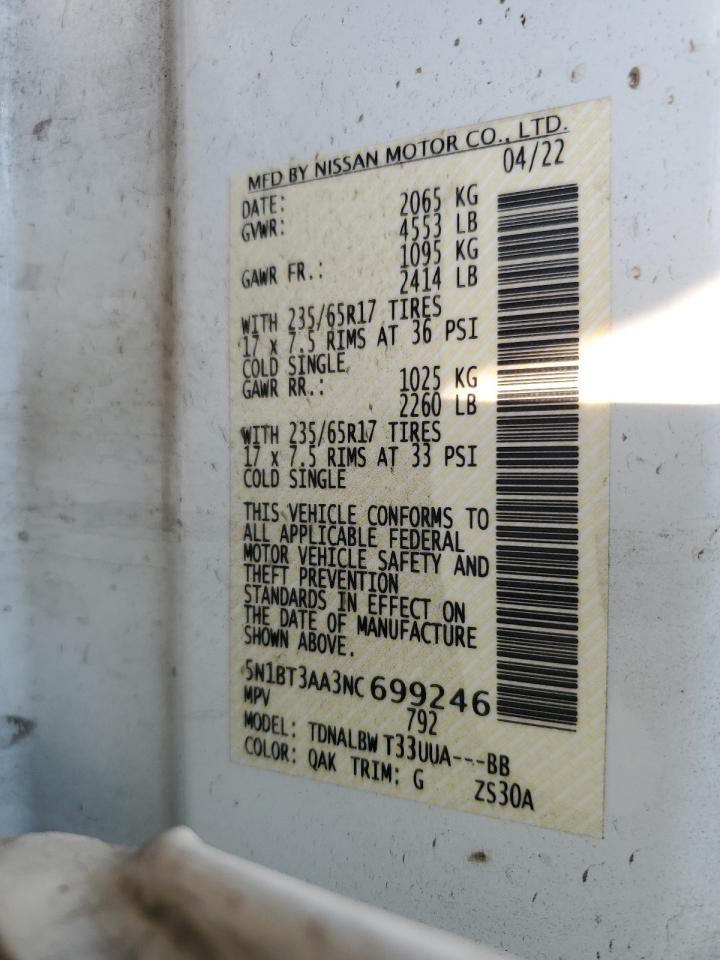 MFD BY NISSAN MOTOR CO., LTD.
DATE: 04/22
GVWR: 2065 KG
4553 LB
GAWR FR.: 1095 KG
2414 LB
WITH 235/65R17 TIRES
17 x 7.5 RIMS AT 36 PSI
COLD SINGLE
GAWR RR.: 1025 KG
2260 LB
WITH 235/65R17 TIRES
17 x 7.5 RIMS AT 33 PSI
COLD SINGLE
THIS VEHICLE CONFORMS TO
ALL APPLICABLE FEDERAL
MOTOR VEHICLE SAFETY AND
THEFT PREVENTION
STANDARDS IN EFFECT ON
THE DATE OF MANUFACTURE
SHOWN ABOVE.
5N1BT3AA3NC699246
MPV 792
MODEL: TDNALBW T33UUA---BB
COLOR: QAK TRIM: G ZS30A